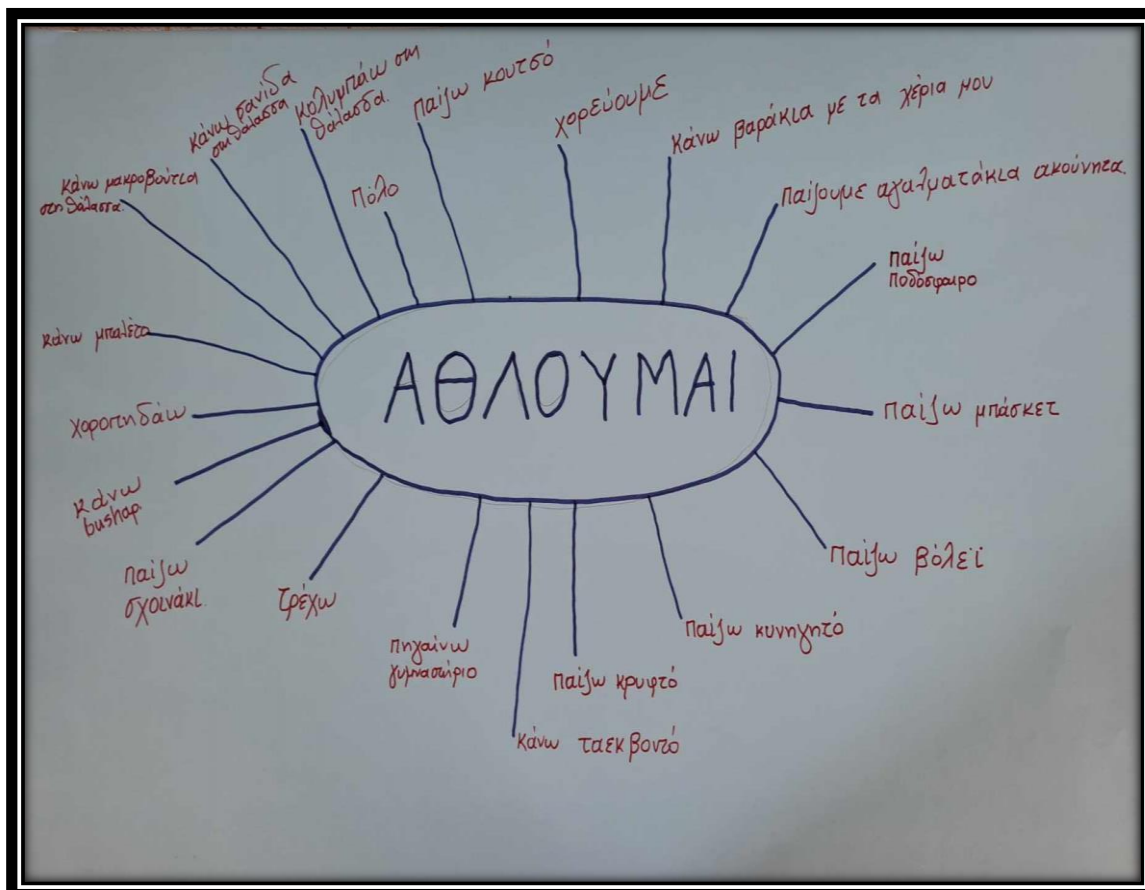 ΑΘΛΟΥΜΑΙ
κάνω μακροβούτια
στη θάλασσα.
κάνω σανίδα
στη θάλασσα
κολυμπάω στη
θάλασσα.
Πόλο
παίζω κουτσό
χορεύουμε
κάνω βαράκια με τα χέρια μου
παίζουμε αγαλματάκια ακούνητα.
παίζω
ποδόσφαιρο
παίζω μπάσκετ
παίζω βόλεϊ
παίζω κυνηγητό
παίζω κρυφτό
κάνω ταεκβοντό
πηγαίνω
γυμναστήριο
τρέχω
παίζω
σχοινάκι.
κάνω
χοροπηδάω
κάνω μπαλέτο